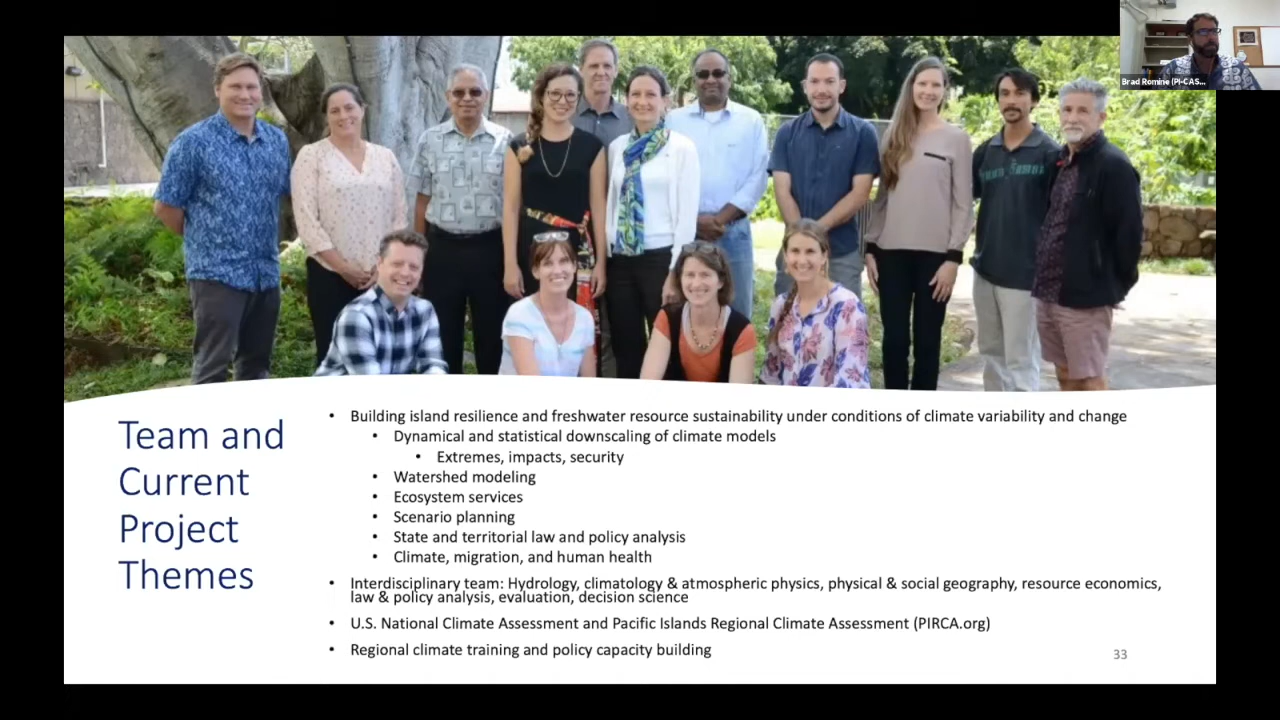 Brad Romine (PI-CAS...
Team and
Current
Project
Themes
• Building island resilience and freshwater resource sustainability under conditions of climate variability and change
• Dynamical and statistical downscaling of climate models
• Extremes, impacts, security
• Watershed modeling
• Ecosystem services
• Scenario planning
• State and territorial law and policy analysis
• Climate, migration, and human health
• Interdisciplinary team: Hydrology, climatology & atmospheric physics, physical & social geography, resource economics,
law & policy analysis, evaluation, decision science
• U.S. National Climate Assessment and Pacific Islands Regional Climate Assessment (PIRCA.org)
• Regional climate training and policy capacity building
33